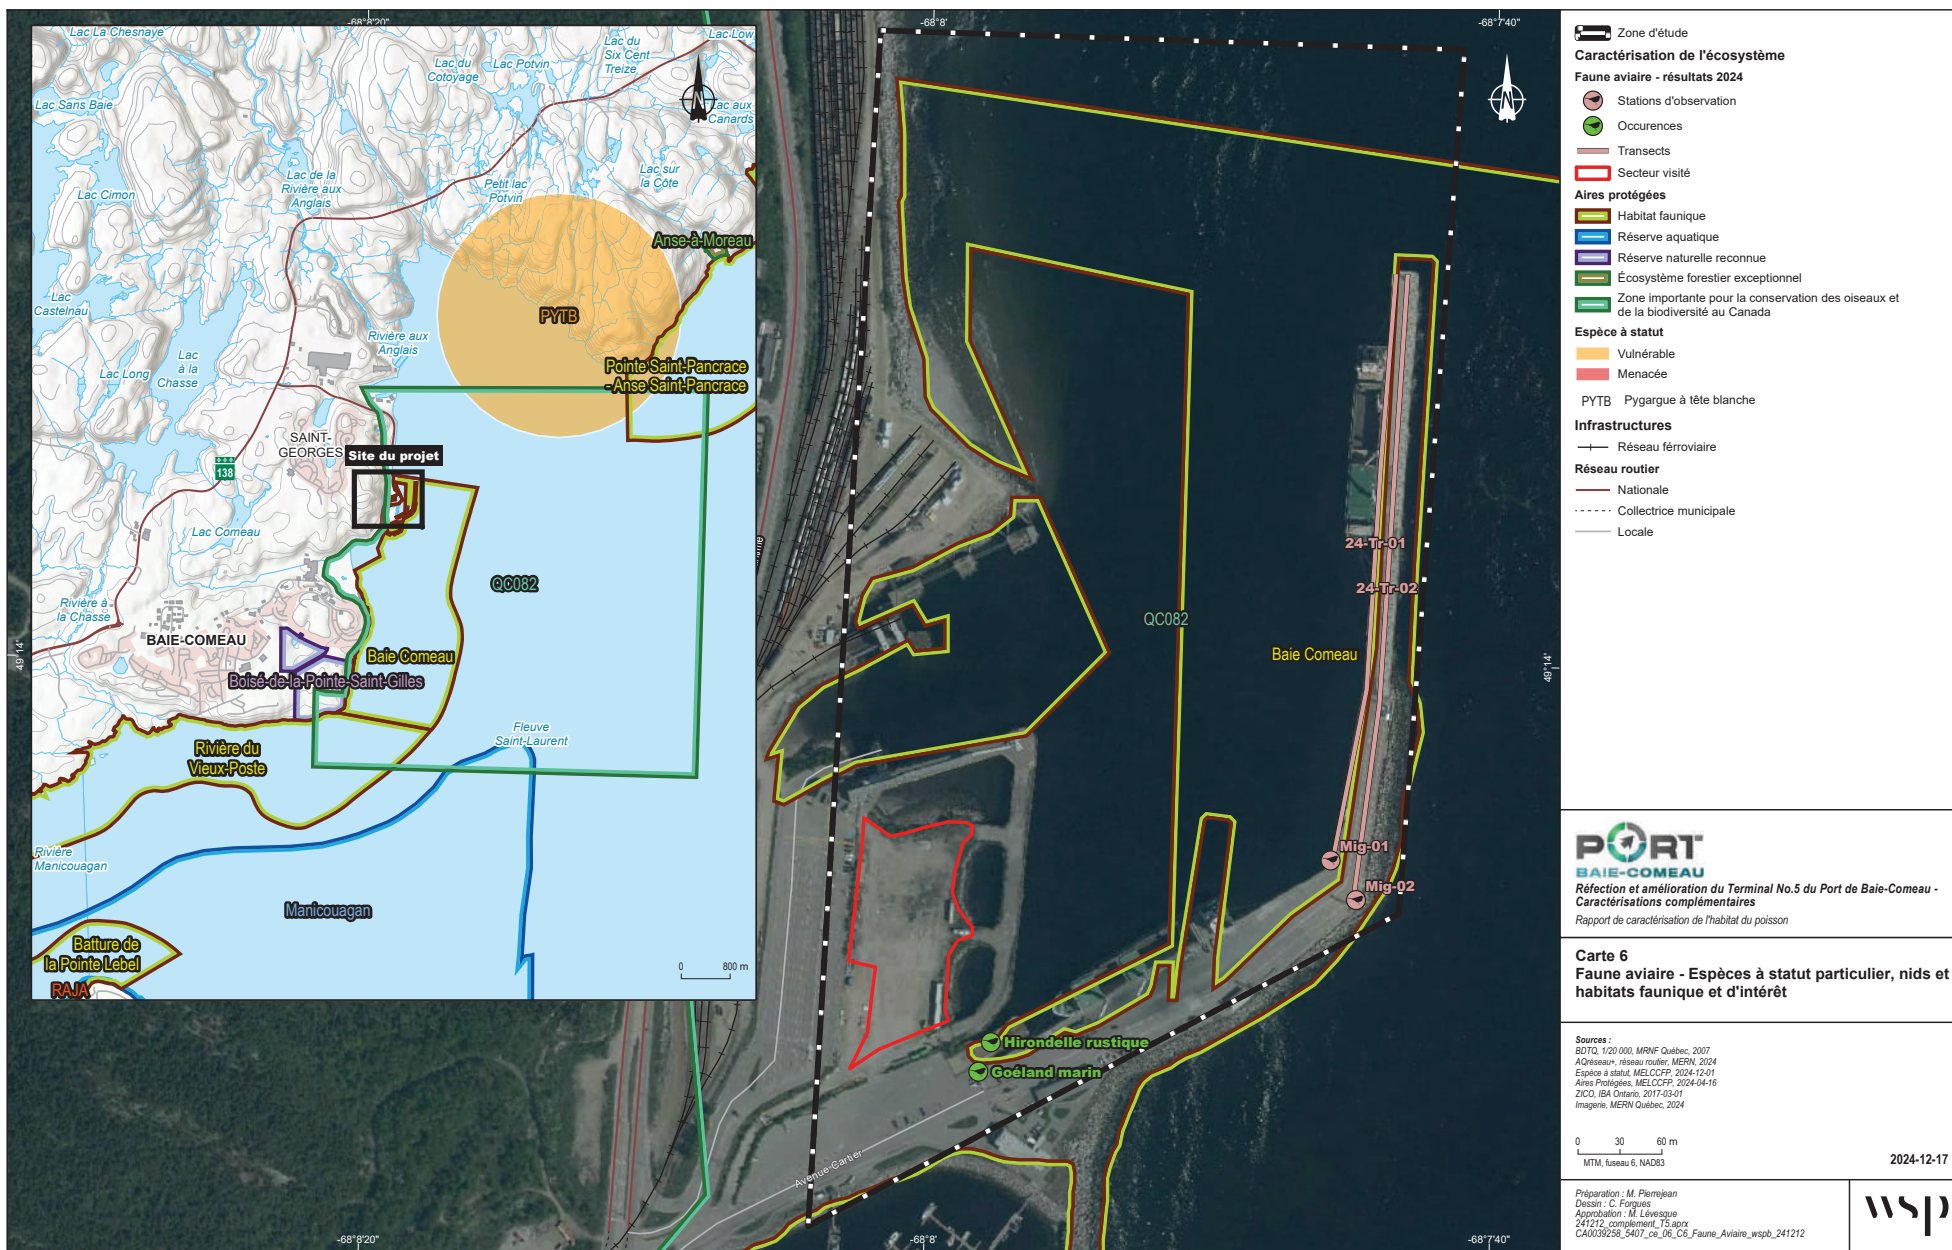 -68°8'20"
-68°8'
-68°7'40"
Lac La Chesnaye
Lac du
Cotoyage
Lac Potvin
Lac du
Six Cent
Treize
Lac Low
Lac Sans Baie
Lac aux
Canards
Lac Cimon
Lac de la
Rivière aux
Anglais
Petit lac
Potvin
Lac sur
la Côte
Anse-à-Moreau
Lac
Castelnau
PYTB
Rivière aux
Anglais
Lac
à la
Chasse
Lac Long
Pointe Saint-Pancrace
- Anse Saint-Pancrace
SAINT-
GEORGES
Site du projet
138
Lac Comeau
QC082
Rivière à
la Chasse
BAIE-COMEAU
Baie Comeau
Boisé-de-la-Pointe-Saint-Gilles
Fleuve
Saint-Laurent
Rivière du
Vieux-Poste
Rivière
Manicouagan
Manicouagan
Batture de
la Pointe Lebel
RAJA
0 800 m
49°14'
24-Tr-01
24-Tr-02
QC082
Baie Comeau
49°14'
Mig-01
Mig-02
Hirondelle rustique
Goéland marin
Avenue Cartier
-68°8'20"
-68°8'
-68°7'40"
Zone d'étude
Caractérisation de l'écosystème
Faune aviaire - résultats 2024
Stations d'observation
Occurences
Transects
Secteur visité
Aires protégées
Habitat faunique
Réserve aquatique
Réserve naturelle reconnue
Écosystème forestier exceptionnel
Zone importante pour la conservation des oiseaux et
de la biodiversité au Canada
Espèce à statut
Vulnérable
Menacée
PYTB Pygargue à tête blanche
Infrastructures
Réseau férroviaire
Réseau routier
Nationale
Collectrice municipale
Locale
PORT
BAIE-COMEAU
Réfection et amélioration du Terminal No.5 du Port de Baie-Comeau -
Caractérisations complémentaires
Rapport de caractérisation de l'habitat du poisson
Carte 6
Faune aviaire - Espèces à statut particulier, nids et
habitats faunique et d'intérêt
Sources :
BDTQ, 1/20 000, MRNF Québec, 2007
AQréseau+, réseau routier, MERN, 2024
Espèce à statut, MELCCFP, 2024-12-01
Aires Protégées, MELCCFP, 2024-04-16
ZICO, IBA Ontario, 2017-03-01
Imagerie, MERN Québec, 2024
0 30 60 m
MTM, fuseau 6, NAD83
2024-12-17
Préparation : M. Pierrejean
Dessin : C. Forgues
Approbation : M. Lévesque
241212_complement_T5.aprx
CA0039258_5407_ce_06_C6_Faune_Aviaire_wspb_241212
wsp